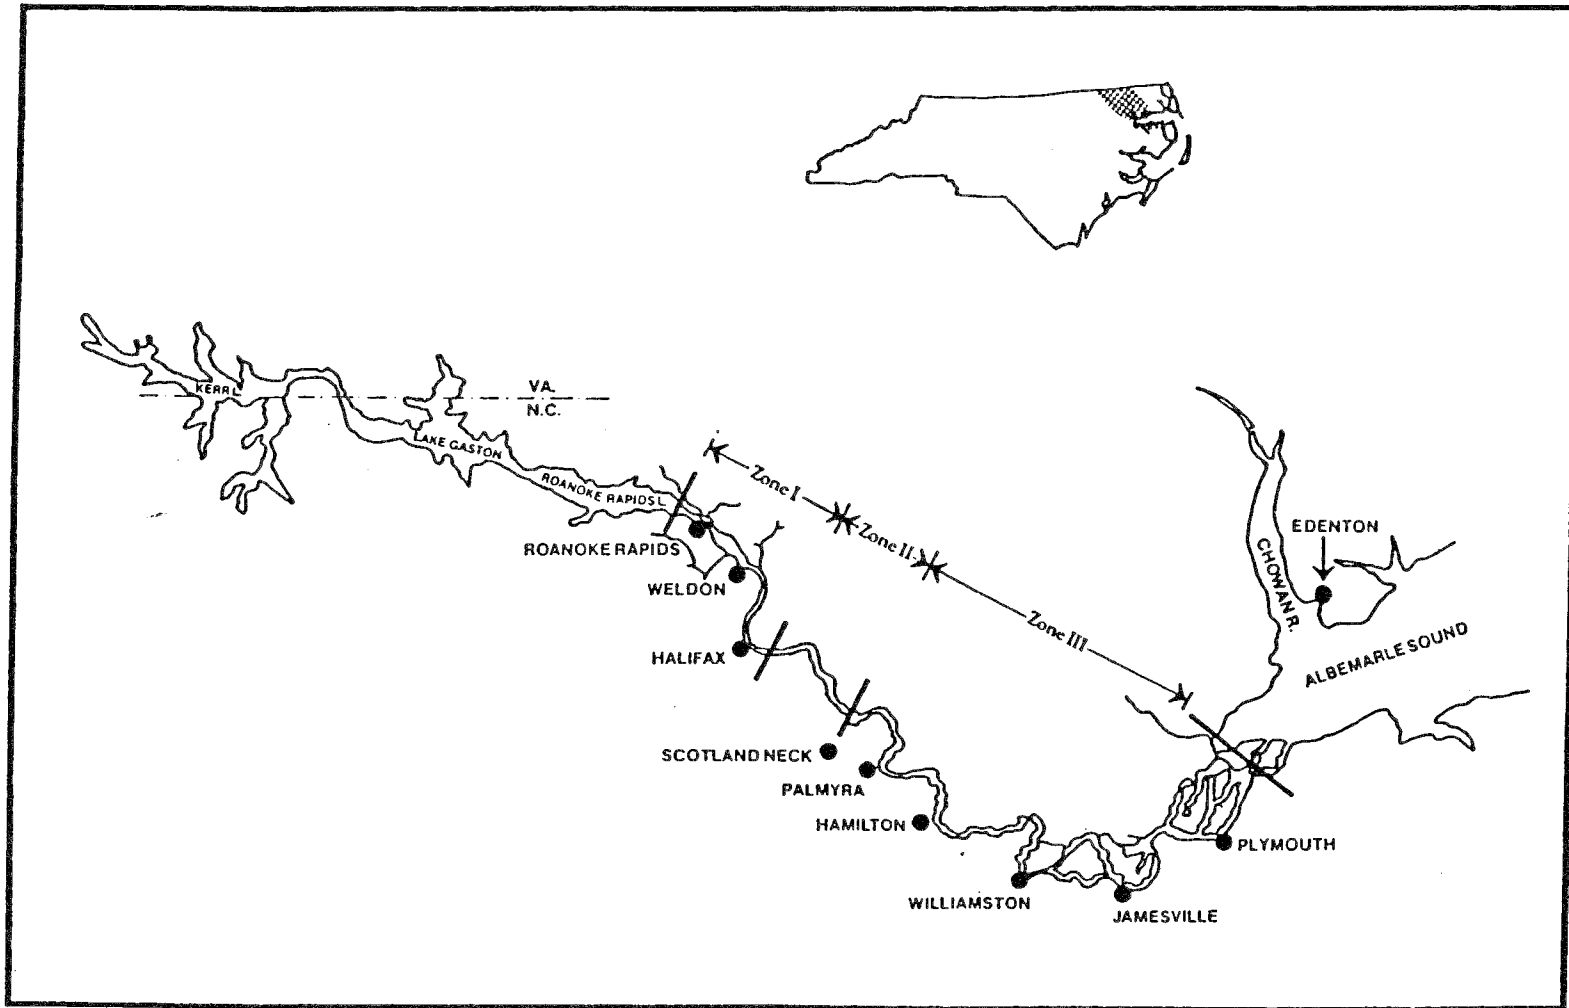 KERR L.
VA.
N.C.
LAKE GASTON
ROANOKE RAPIDS L.
Zone I
Zone II
Zone III
ROANOKE RAPIDS
WELDON
HALIFAX
SCOTLAND NECK
PALMYRA
HAMILTON
WILLIAMSTON
JAMESVILLE
PLYMOUTH
EDENTON
CHOWAN R.
ALBEMARLE SOUND